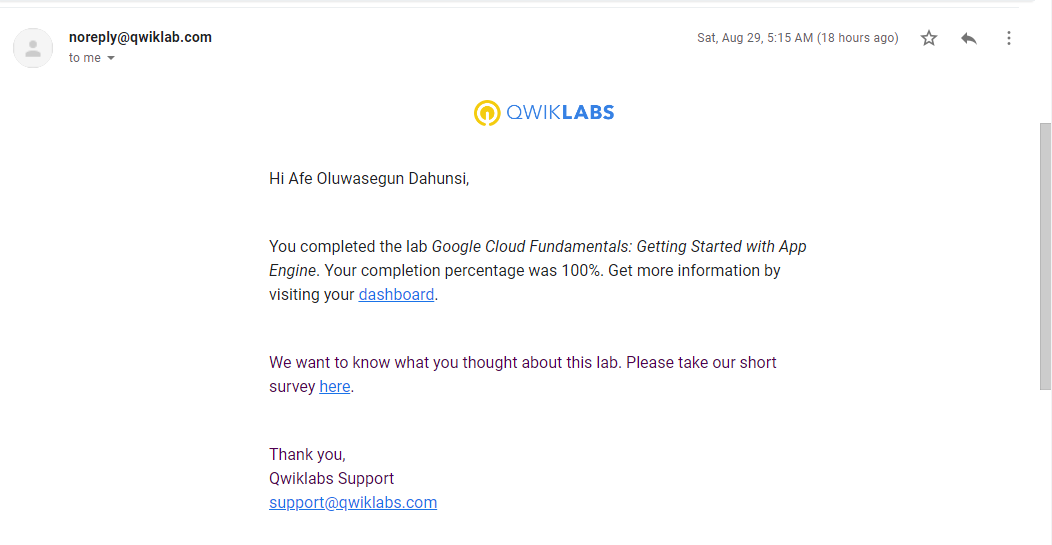 noreply@qwiklab.com
Sat, Aug 29, 5:15 AM (18 hours ago)
to me
QWIKLABS
Hi Afe Oluwasegun Dahunsi,
You completed the lab Google Cloud Fundamentals: Getting Started with App
Engine. Your completion percentage was 100%. Get more information by
visiting your dashboard.
We want to know what you thought about this lab. Please take our short
survey here.
Thank you,
Qwiklabs Support
support@qwiklabs.com